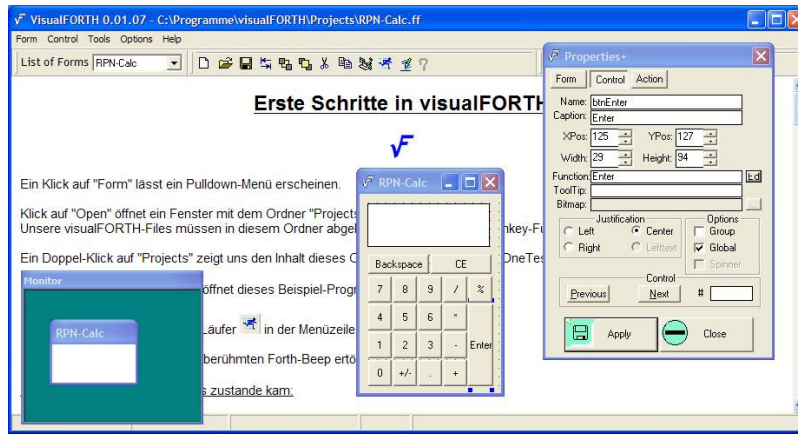 VisualFORTH 0.01.07 - C:\Programme\visualFORTH\Projects\RPN-Calc.ff
Form Control Tools Options Help
List of Forms RPN-Calc
Erste Schritte in visualFORTH
Ein Klick auf "Form" lässt ein Pulldown-Menü erscheinen.
Klick auf "Open" öffnet ein Fenster mit dem Ordner "Projects
Unsere visualFORTH-Files müssen in diesem Ordner abgel
nkey-Fu
Ein Doppel-Klick auf "Projects" zeigt uns den Inhalt dieses O
OneTes
öffnet dieses Beispiel-Progr
Läufer in der Menüzeile
berühmten Forth-Beep ertö
s zustande kam:
Monitor
RPN-Calc
RPN-Calc
Backspace CE
7 8 9 / %
4 5 6 *
1 2 3 - Enter
0 +/- . +
Properties+
Form Control Action
Name: btnEnter
Caption: Enter
XPos: 125 YPos: 127
Width: 29 Height: 94
Function: Enter Ed
ToolTip:
Bitmap:
Justification
Left Center
Right Lefttext
Options
Group
Global
Spinner
Control
Previous Next #
Apply Close